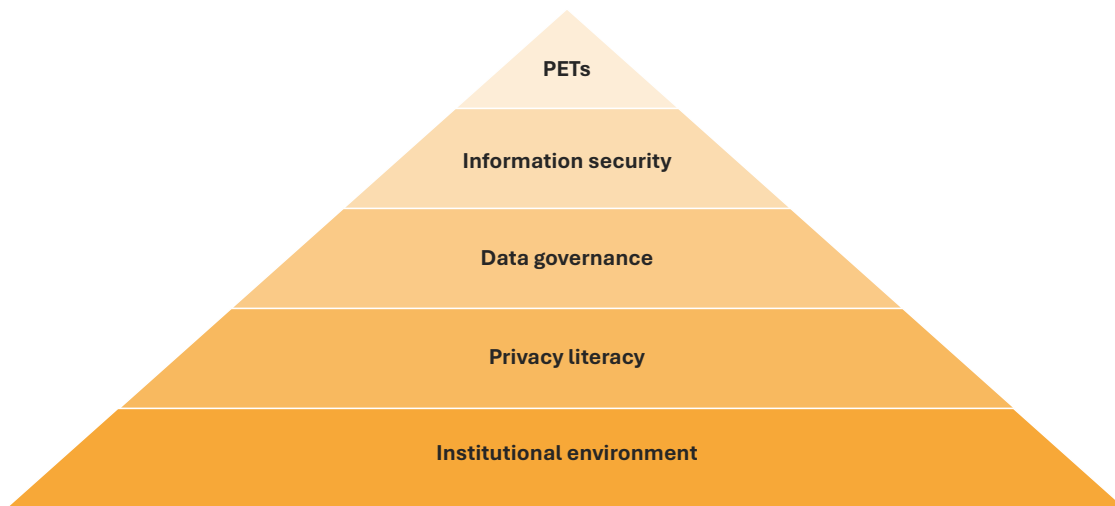 PETs
Information security
Data governance
Privacy literacy
Institutional environment